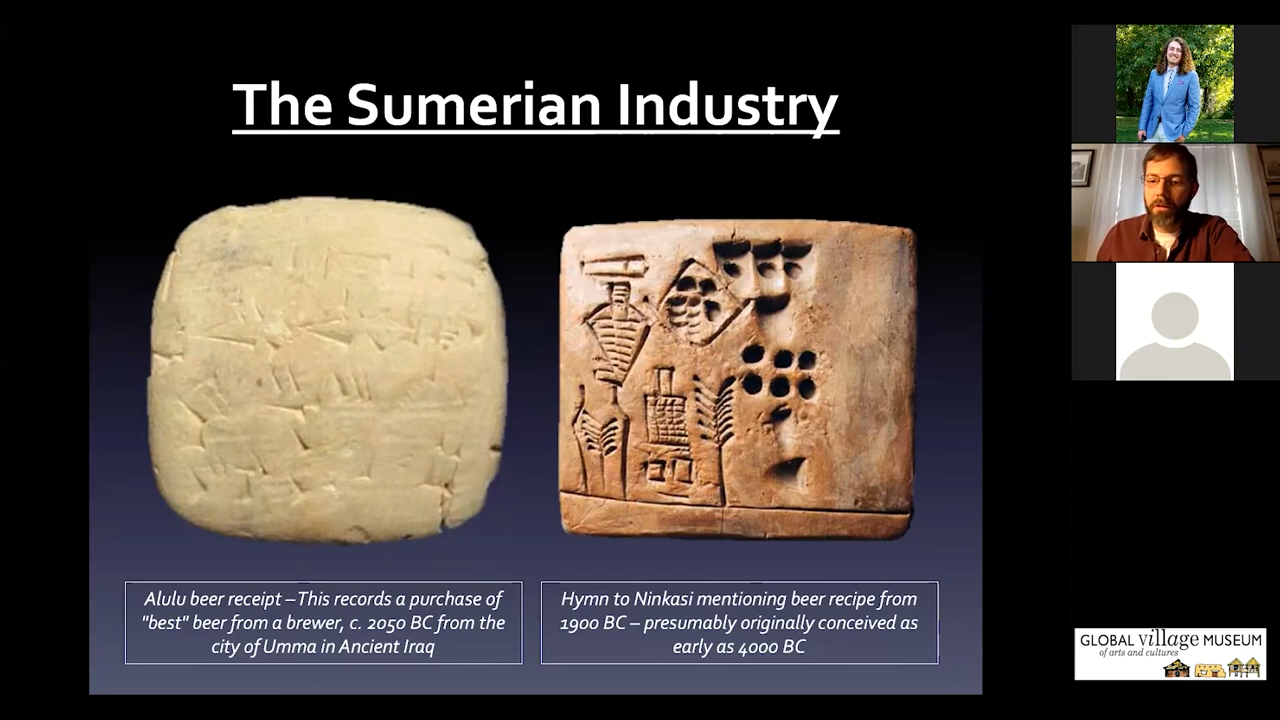 The Sumerian Industry
Alulu beer receipt – This records a purchase of
"best" beer from a brewer, c. 2050 BC from the
city of Umma in Ancient Iraq
Hymn to Ninkasi mentioning beer recipe from
1900 BC – presumably originally conceived as
early as 4000 BC
GLOBAL village MUSEUM
of arts and cultures